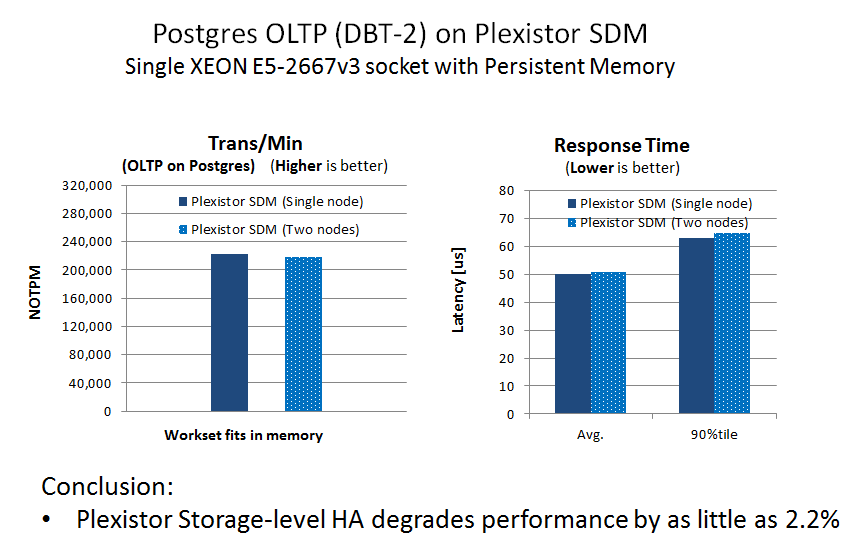 Postgres OLTP (DBT-2) on Plexistor SDM
Single XEON E5-2667v3 socket with Persistent Memory
Trans/Min
(OLTP on Postgres) (Higher is better)
320,000
280,000
240,000
200,000
160,000
120,000
80,000
40,000
0
NOTPM
Plexistor SDM (Single node)
Plexistor SDM (Two nodes)
Workset fits in memory
Response Time
(Lower is better)
80
70
60
50
40
30
20
10
0
Latency [us]
Plexistor SDM (Single node)
Plexistor SDM (Two nodes)
Avg. 90%tile
Conclusion:
• Plexistor Storage-level HA degrades performance by as little as 2.2%